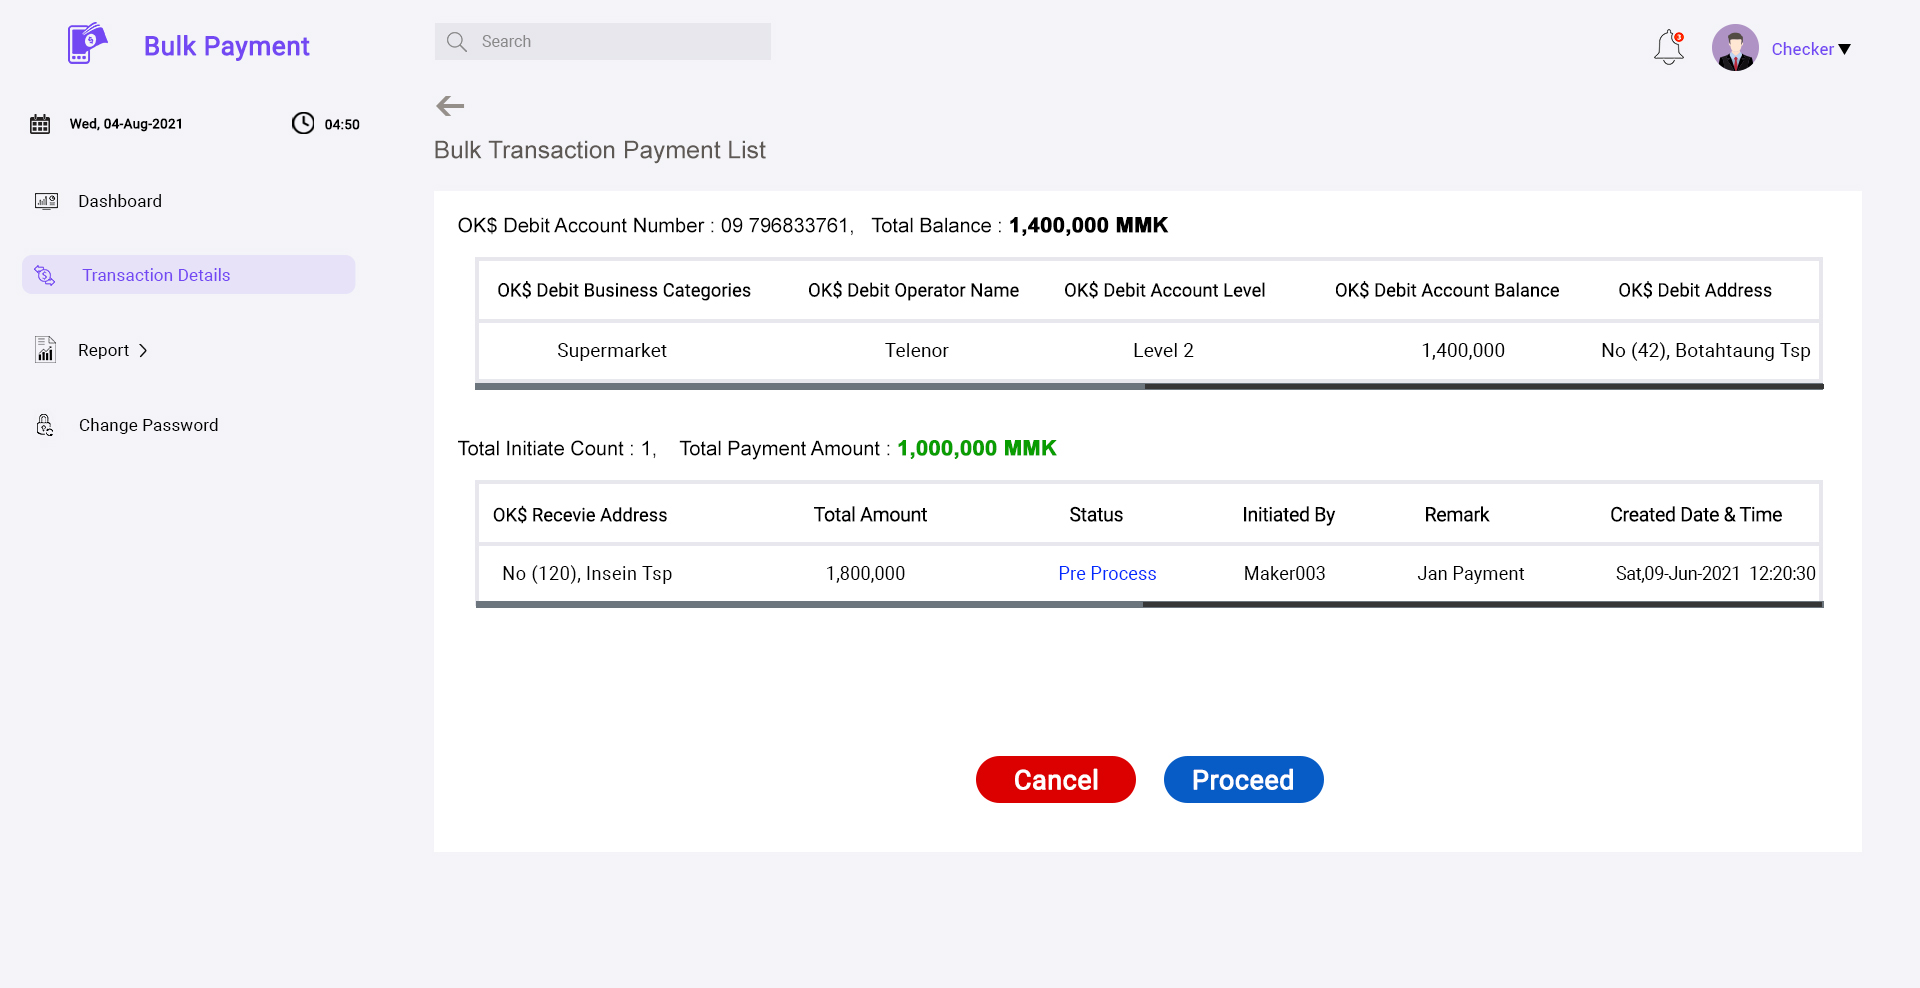 Bulk Payment
Search
3
Checker
Wed, 04-Aug-2021
04:50
Bulk Transaction Payment List
Dashboard
Transaction Details
Report
Change Password
OK$ Debit Account Number : 09 796833761, Total Balance : 1,400,000 MMK
OK$ Debit Business Categories OK$ Debit Operator Name OK$ Debit Account Level OK$ Debit Account Balance OK$ Debit Address
Supermarket Telenor Level 2 1,400,000 No (42), Botahtaung Tsp
Total Initiate Count : 1, Total Payment Amount : 1,000,000 MMK
OK$ Recevie Address Total Amount Status Initiated By Remark Created Date & Time
No (120), Insein Tsp 1,800,000 Pre Process Maker003 Jan Payment Sat,09-Jun-2021 12:20:30
Cancel Proceed